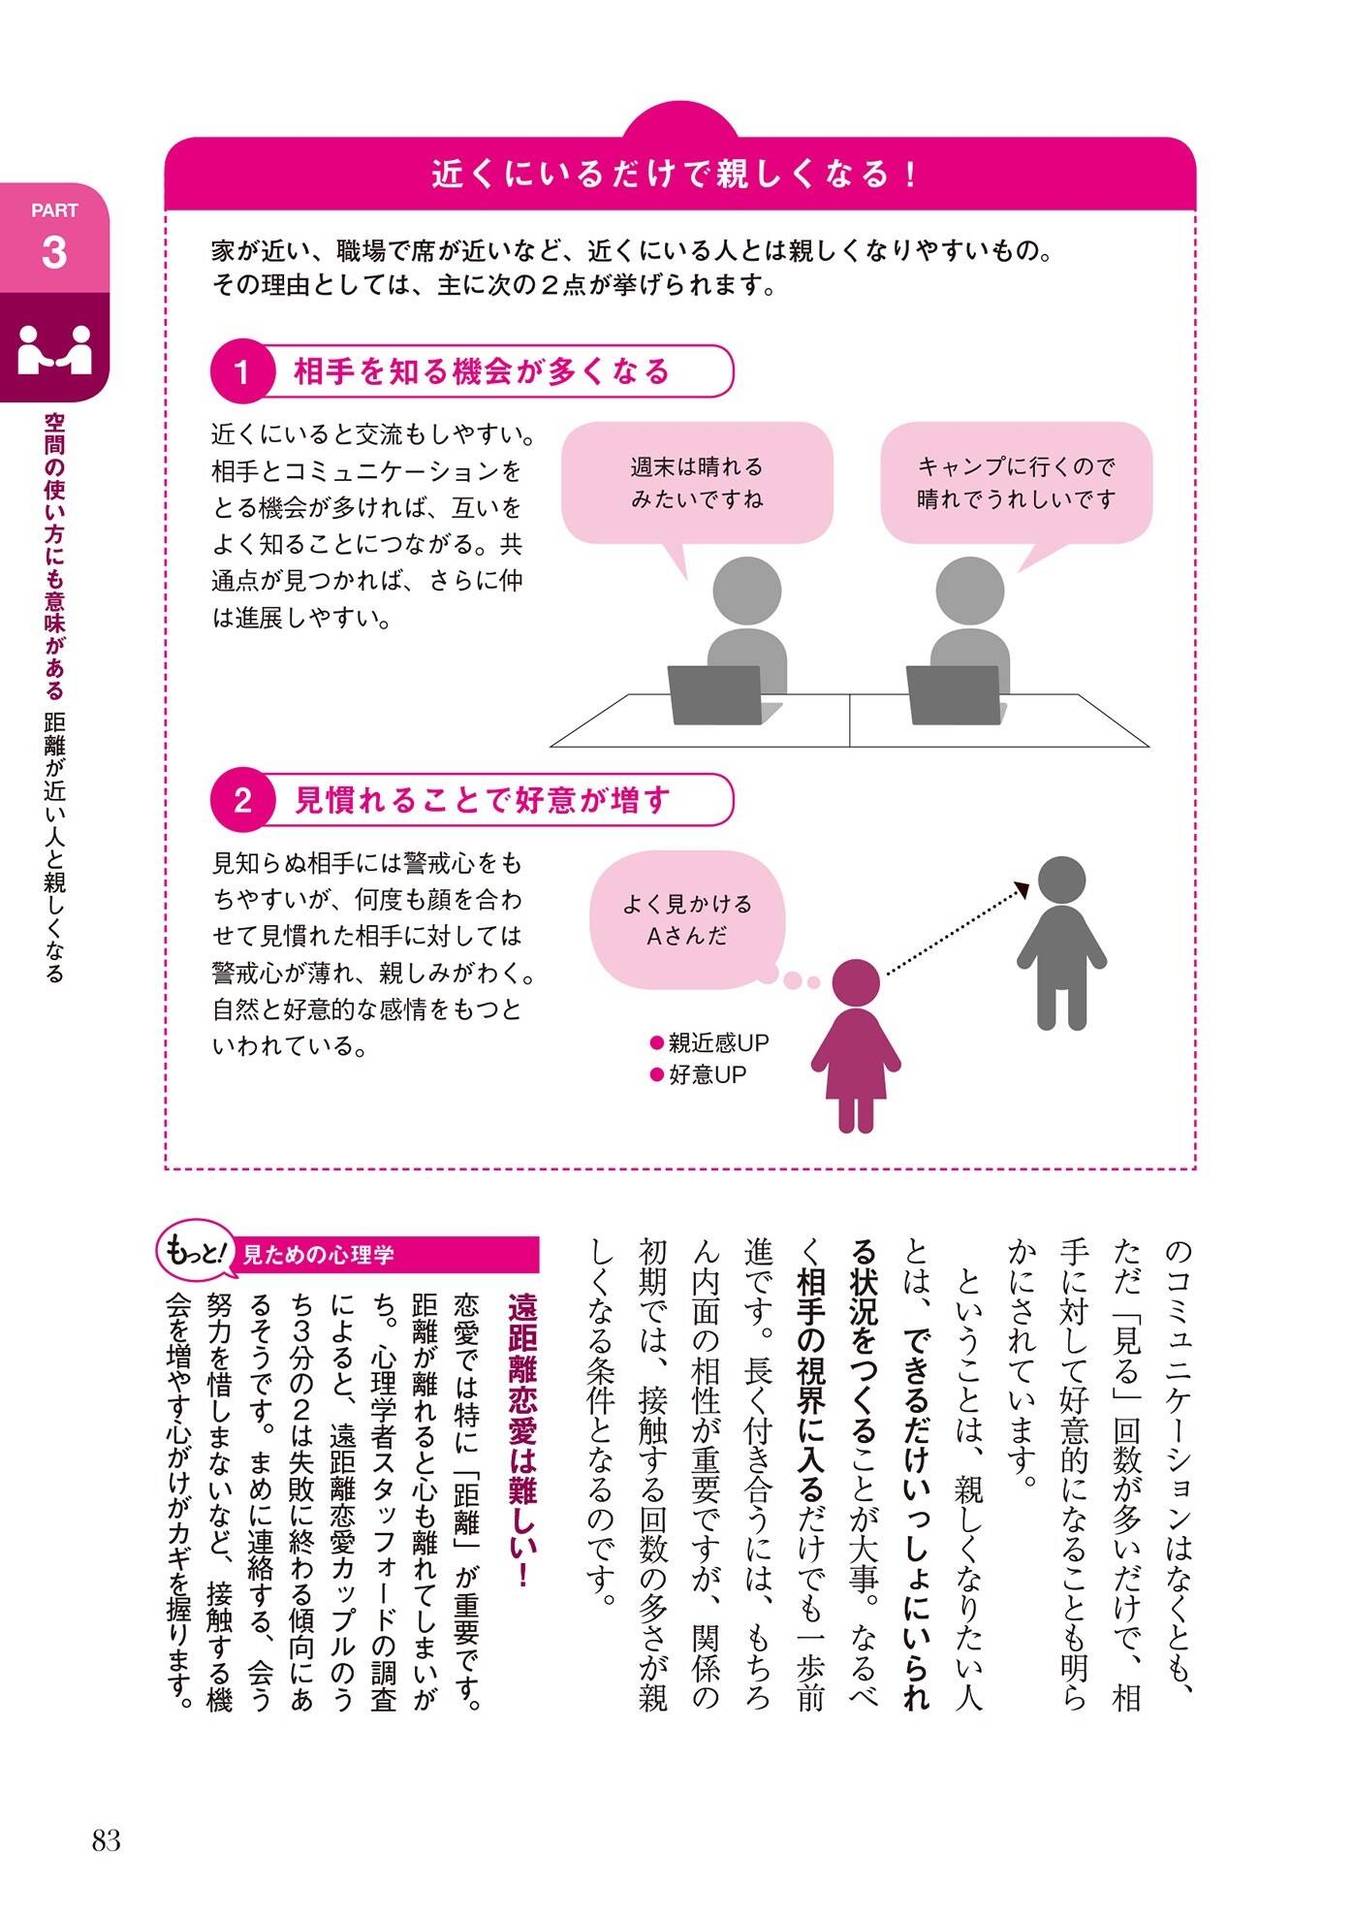 PART
3
空間の使い方にも意味がある 距離が近い人と親しくなる
近くにいるだけで親しくなる！
家が近い、職場で席が近いなど、近くにいる人とは親しくなりやすいもの。
その理由としては、主に次の２点が挙げられます。
1 相手を知る機会が多くなる
近くにいると交流もしやすい。
相手とコミュニケーションを
とる機会が多ければ、互いを
よく知ることにつながる。共
通点が見つかれば、さらに仲
は進展しやすい。
週末は晴れる
みたいですね
キャンプに行くので
晴れでうれしいです
2 見慣れることで好意が増す
見知らぬ相手には警戒心をも
ちやすいが、何度も顔を合わ
せて見慣れた相手に対しては
警戒心が薄れ、親しみがわく。
自然と好意的な感情をもつと
いわれている。
よく見かける
Aさんだ
●親近感UP
●好意UP
のコミュニケーションはなくとも、
ただ「見る」回数が多いだけで、相
手に対して好意的になることも明ら
かにされています。
ということは、親しくなりたい人
とは、できるだけいっしょにいられ
る状況をつくることが大事。なるべ
く相手の視界に入るだけでも一歩前
進です。長く付き合うには、もちろ
ん内面の相性が重要ですが、関係の
初期では、接触する回数の多さが親
しくなる条件となるのです。
もっと！ 見ための心理学
遠距離恋愛は難しい！
恋愛では特に「距離」が重要です。
距離が離れると心も離れてしまいが
ち。心理学者スタッフォードの調査
によると、遠距離恋愛カップルのう
ち３分の２は失敗に終わる傾向にあ
るそうです。まめに連絡する、会う
努力を惜しまないなど、接触する機
会を増やす心がけがカギを握ります。
83